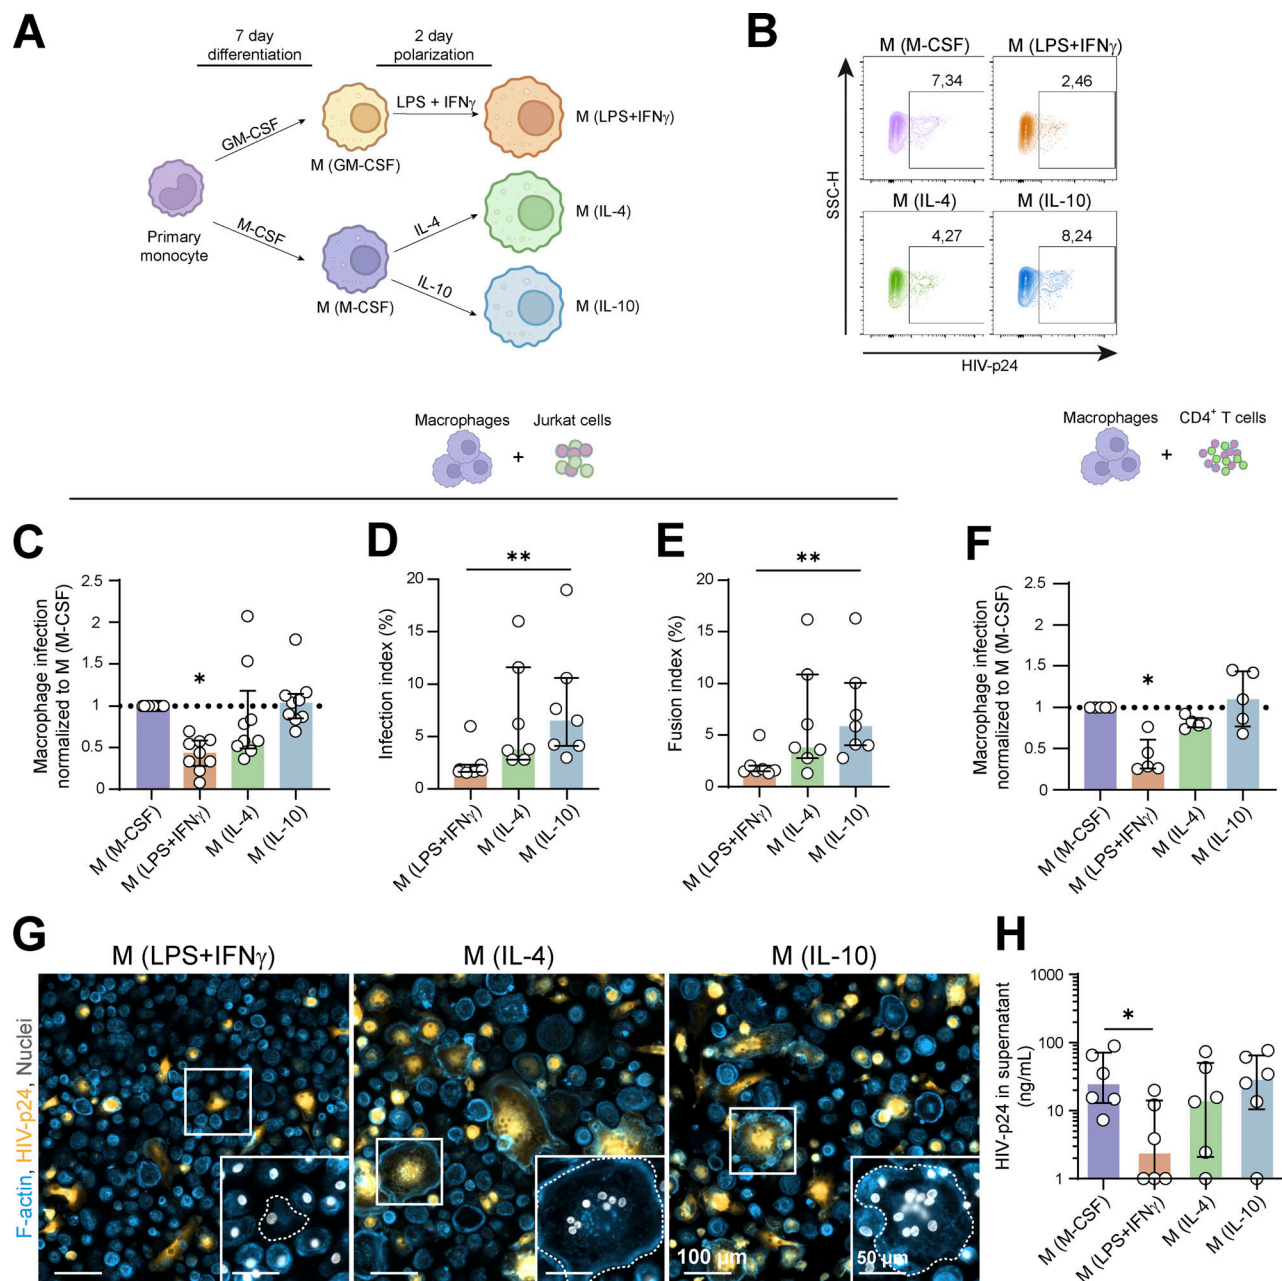 A
7 day
differentiation
2 day
polarization
GM-CSF
M-CSF
Primary
monocyte
M (GM-CSF)
M (M-CSF)
LPS + IFNγ
IL-4
IL-10
M (LPS+IFNγ)
M (IL-4)
M (IL-10)
B
M (M-CSF)
M (LPS+IFNγ)
7,34
2,46
M (IL-4)
M (IL-10)
4,27
8,24
SSC-H
HIV-p24
Macrophages
+
Jurkat cells
Macrophages
+
CD4⁺ T cells
C
Macrophage infection
normalized to M (M-CSF)
2.5
2
1.5
1
0.5
0
*
M (M-CSF)
M (LPS+IFNγ)
M (IL-4)
M (IL-10)
D
Infection index (%)
20
15
10
5
0
**
M (LPS+IFNγ)
M (IL-4)
M (IL-10)
E
Fusion index (%)
20
15
10
5
0
**
M (LPS+IFNγ)
M (IL-4)
M (IL-10)
F
Macrophage infection
normalized to M (M-CSF)
2.5
2
1.5
1
0.5
0
*
M (M-CSF)
M (LPS+IFNγ)
M (IL-4)
M (IL-10)
G
M (LPS+IFNγ)
M (IL-4)
M (IL-10)
F-actin, HIV-p24, Nuclei
100 µm
50 µm
H
HIV-p24 in supernatant
(ng/mL)
1000
100
10
1
*
M (M-CSF)
M (LPS+IFNγ)
M (IL-4)
M (IL-10)